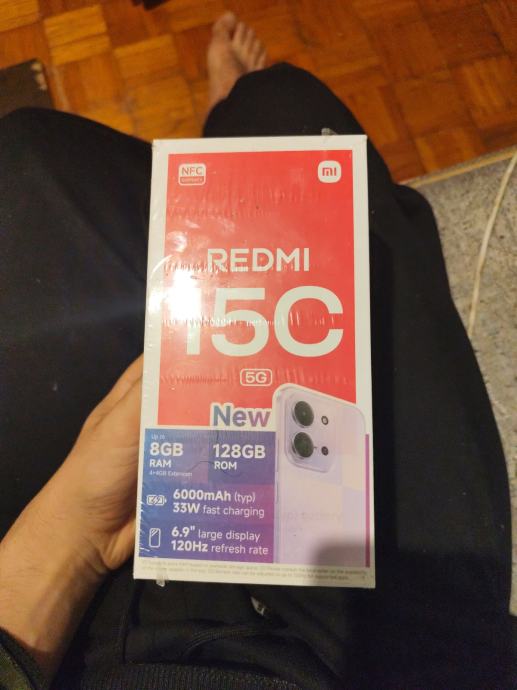 NFC
mi
REDMI
15C
5G
New
Up to
8GB
RAM
4+4GB Extension
128GB
ROM
6000mAh (typ)
33W fast charging
6.9" large display
120Hz refresh rate